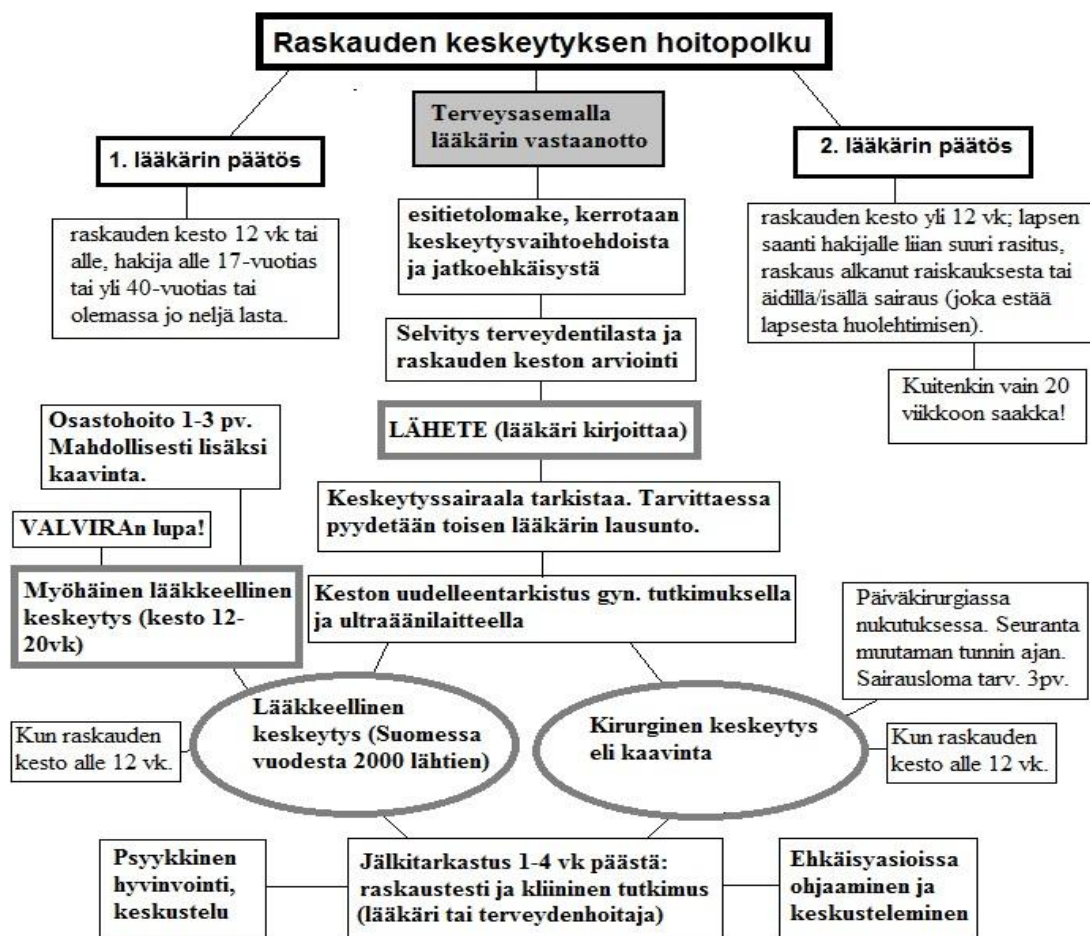 Raskauden keskeytyksen hoitopolku
Terveysasemalla
lääkärin vastaanotto
1. lääkärin päätös
2. lääkärin päätös
raskauden kesto 12 vk tai
alle, hakija alle 17-vuotias
tai yli 40-vuotias tai
olemassa jo neljä lasta.
esitietolomake, kerrotaan
keskeytysvaihtoehdoista
ja jatkoehkäisystä
raskauden kesto yli 12 vk; lapsen
saanti hakijalle liian suuri rasitus,
raskaus alkanut raiskauksesta tai
äidillä/isällä sairaus (joka estää
lapsesta huolehtimisen).
Selvitys terveydentilasta ja
raskauden keston arviointi
Kuitenkin vain 20
viikkoon saakka!
Osastohoito 1-3 pv.
Mahdollisesti lisäksi
kaavinta.
LÄHETE (lääkäri kirjoittaa)
Keskeytyssairaala tarkistaa. Tarvittaessa
pyydetään toisen lääkärin lausunto.
VALVIRAn lupa!
Myöhäinen lääkkeellinen
keskeytys (kesto 12-
20vk)
Keston uudelleentarkistus gyn. tutkimuksella
ja ultraäänilaitteella
Päiväkirurgiassa
nukutuksessa. Seuranta
muutaman tunnin ajan.
Sairausloma tarv. 3pv.
Lääkkeellinen
keskeytys (Suomessa
vuodesta 2000 lähtien)
Kirurginen keskeytys
eli kaavinta
Kun raskauden
kesto alle 12 vk.
Kun raskauden
kesto alle 12 vk.
Psyykkinen
hyvinvointi,
keskustelu
Jälkitarkastus 1-4 vk päästä:
raskaustesti ja kliininen tutkimus
(lääkäri tai terveydenhoitaja)
Ehkäisyasioissa
ohjaaminen ja
keskusteleminen